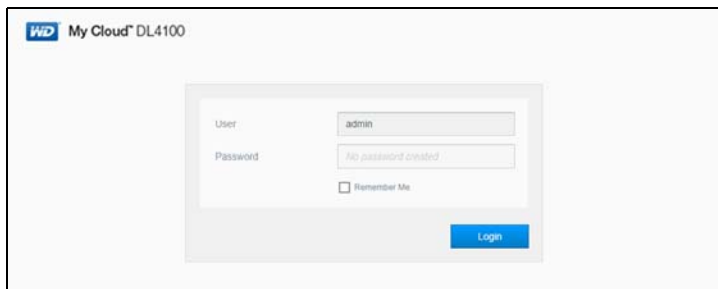 WD My Cloud™ DL4100
User admin
Password No password created
Remember Me
Login